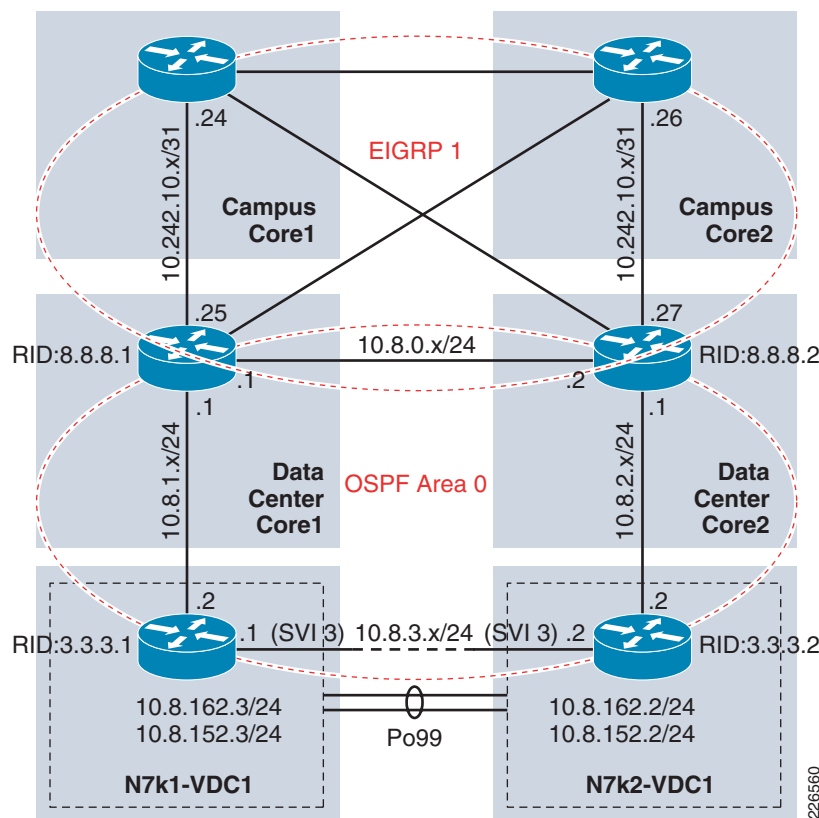 .24
.26
EIGRP 1
10.242.10.x/31
10.242.10.x/31
Campus
Core1
Campus
Core2
.25
.27
RID:8.8.8.1
10.8.0.x/24
RID:8.8.8.2
.1
.2
.1
.1
10.8.1.x/24
10.8.2.x/24
Data
Center
Core1
OSPF Area 0
Data
Center
Core2
.2
.2
RID:3.3.3.1
.1 (SVI 3) 10.8.3.x/24 (SVI 3) .2
RID:3.3.3.2
10.8.162.3/24
10.8.152.3/24
Po99
10.8.162.2/24
10.8.152.2/24
N7k1-VDC1
N7k2-VDC1
226560